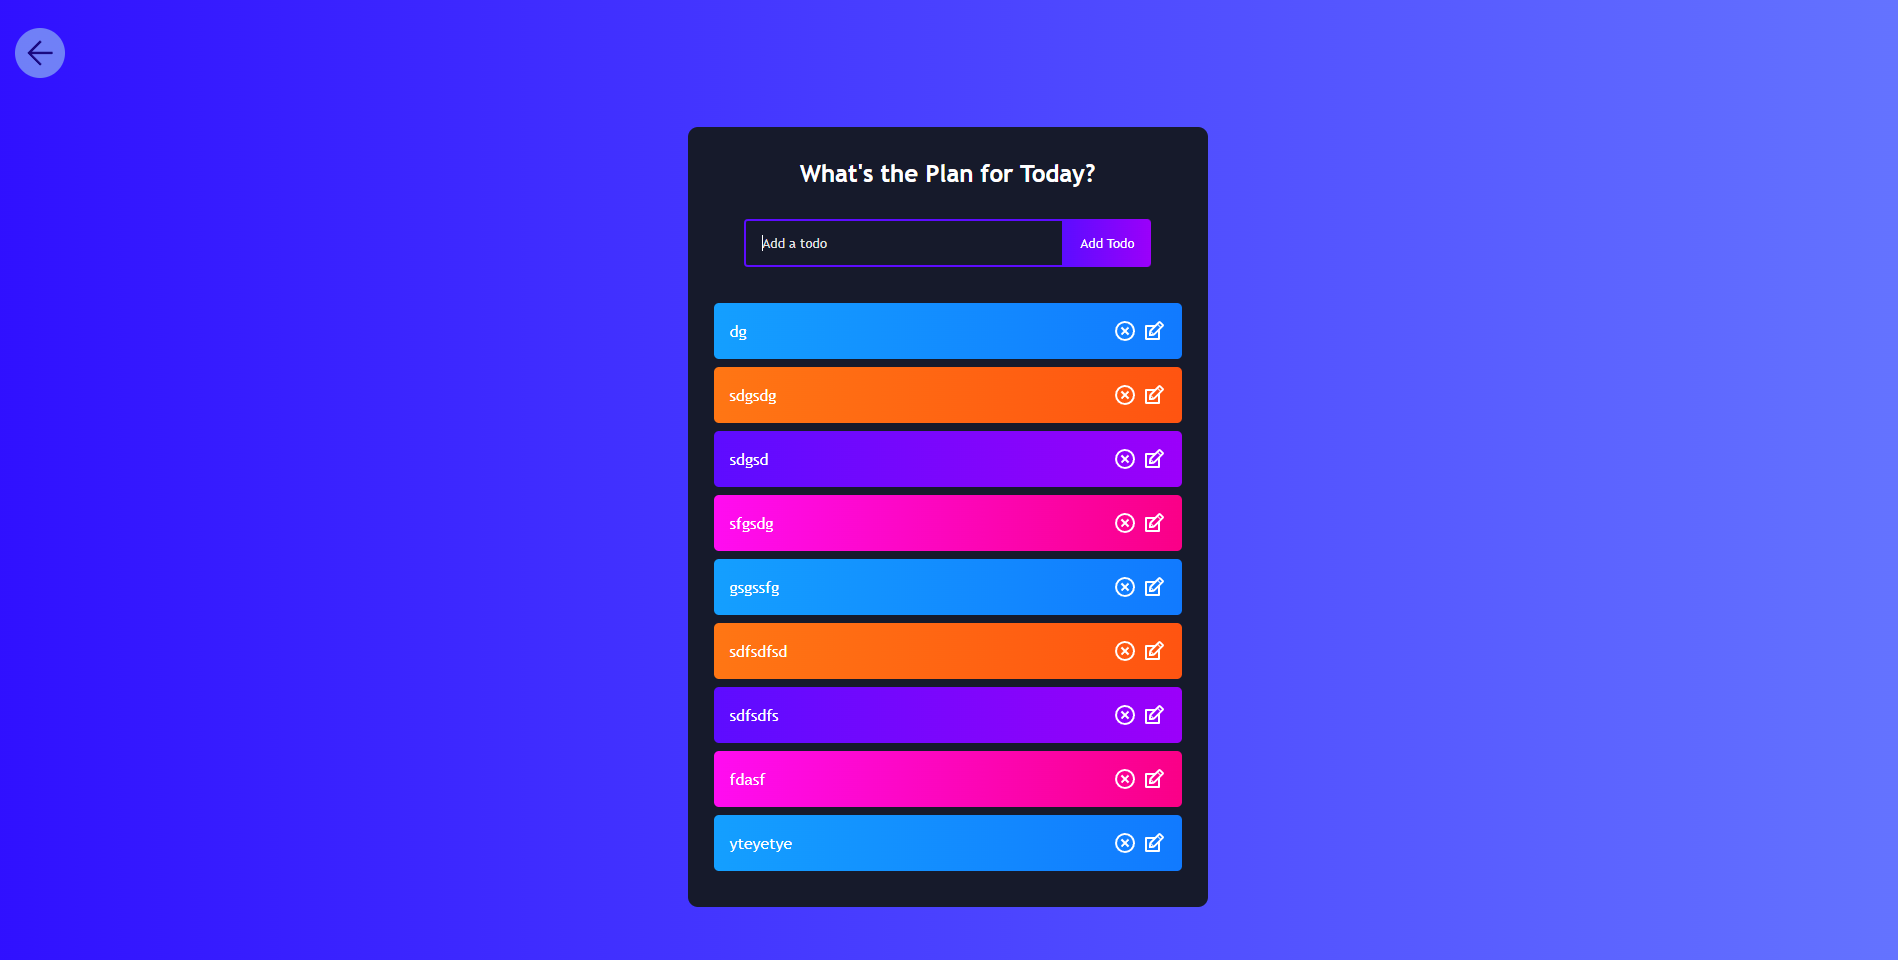 What's the Plan for Today?
Add a todo
Add Todo
dg
sdgsdg
sdgsd
sfgsdg
gsgssfg
sdfsdfsd
sdfsdfs
fdasf
yteyetye